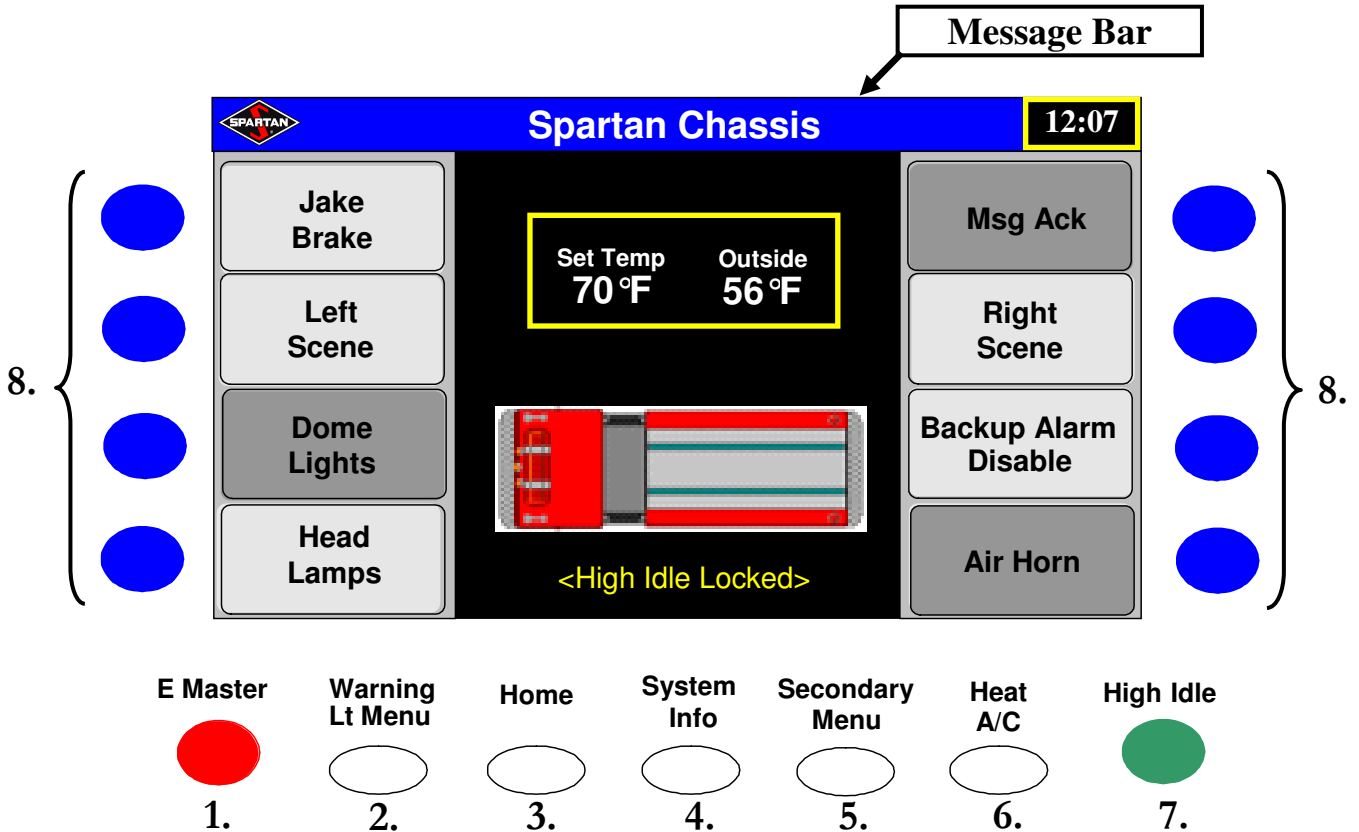 Message Bar
SPARTAN
Spartan Chassis
12:07
Jake
Brake
Left
Scene
Dome
Lights
Head
Lamps
8.
Set Temp Outside
70°F 56°F
<High Idle Locked>
Msg Ack
Right
Scene
Backup Alarm
Disable
Air Horn
8.
E Master
Warning
Lt Menu
Home
System
Info
Secondary
Menu
Heat
A/C
High Idle
1. 2. 3. 4. 5. 6. 7.